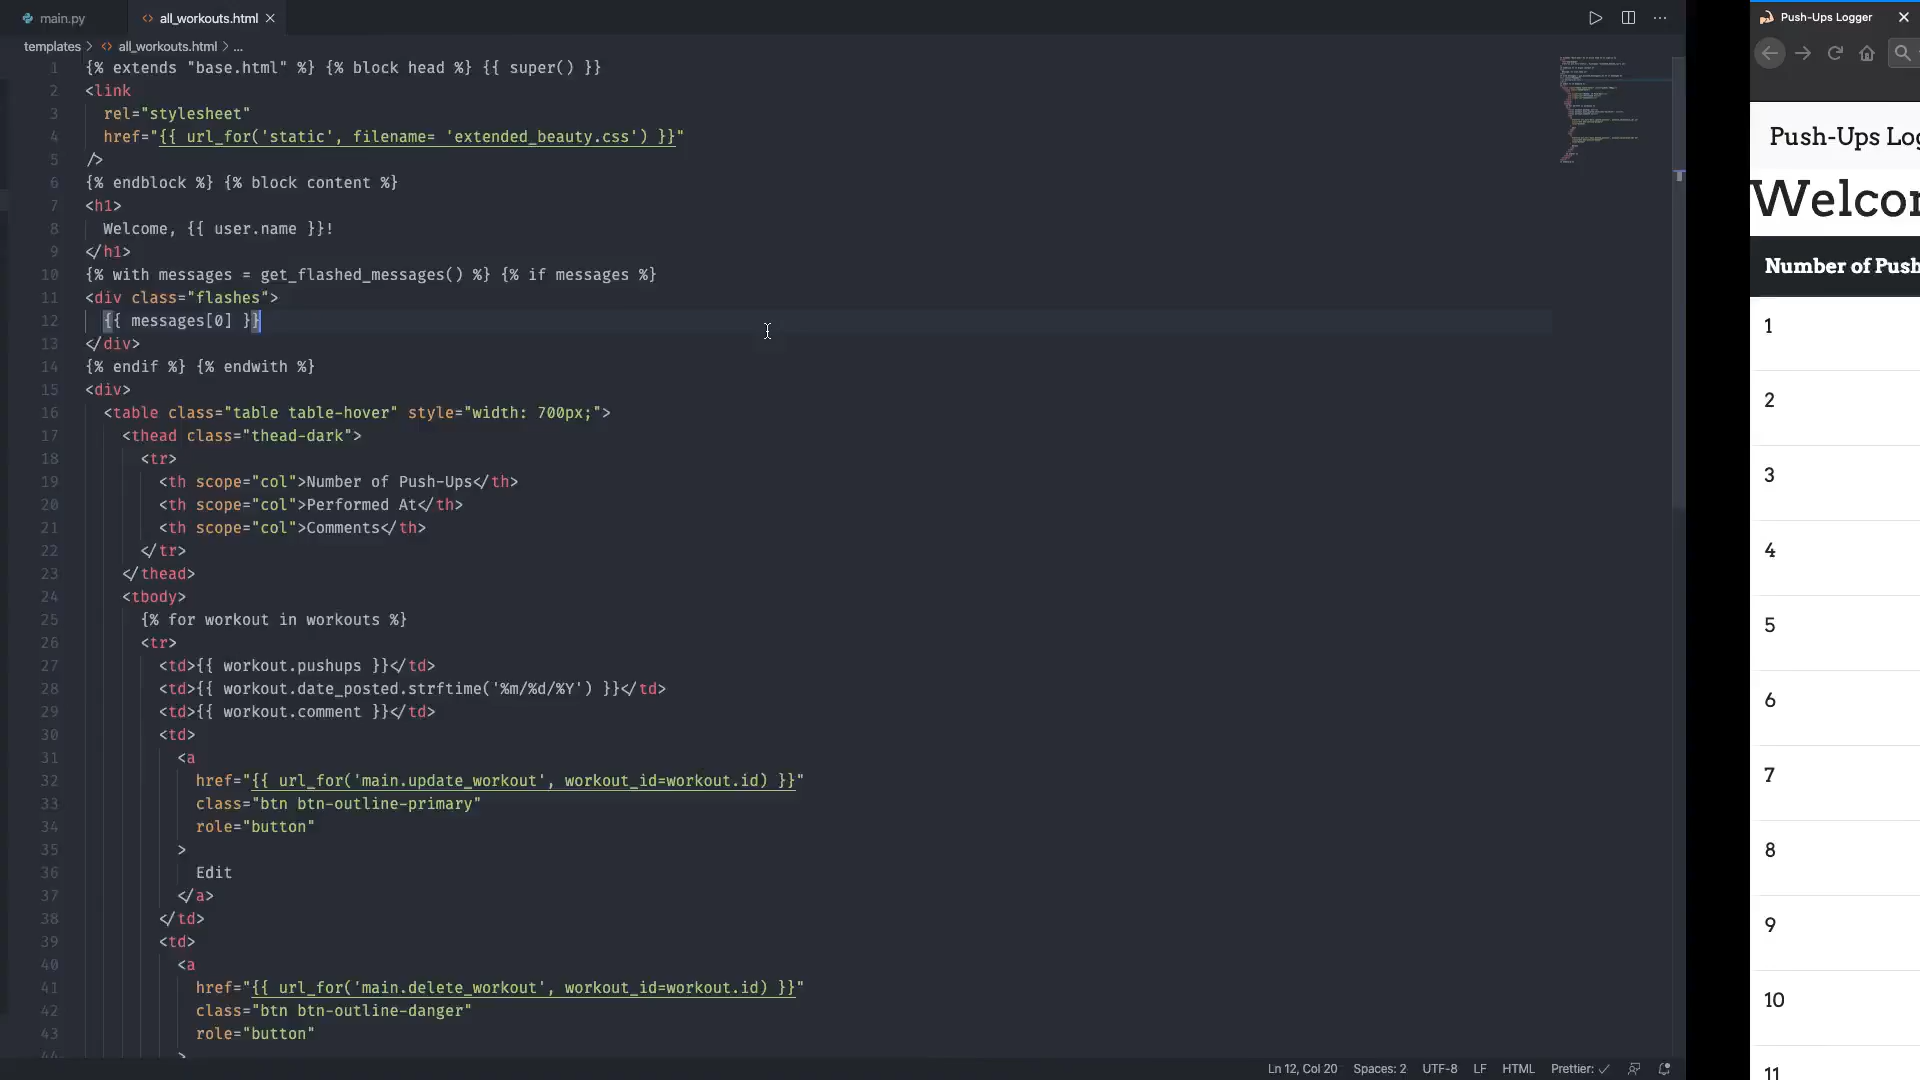 main.py
all_workouts.html
templates > all_workouts.html > ...
1 {% extends "base.html" %} {% block head %} {{ super() }}
2 <link
3 rel="stylesheet"
4 href="{{ url_for('static', filename= 'extended_beauty.css') }}"
5 />
6 {% endblock %} {% block content %}
7 <h1>
8 Welcome, {{ user.name }}!
9 </h1>
10 {% with messages = get_flashed_messages() %} {% if messages %}
11 <div class="flashes">
12 {{ messages[0] }}
13 </div>
14 {% endif %} {% endwith %}
15 <div>
16 <table class="table table-hover" style="width: 700px;">
17 <thead class="thead-dark">
18 <tr>
19 <th scope="col">Number of Push-Ups</th>
20 <th scope="col">Performed At</th>
21 <th scope="col">Comments</th>
22 </tr>
23 </thead>
24 <tbody>
25 {% for workout in workouts %}
26 <tr>
27 <td>{{ workout.pushups }}</td>
28 <td>{{ workout.date_posted.strftime('%m/%d/%Y') }}</td>
29 <td>{{ workout.comment }}</td>
30 <td>
31 <a
32 href="{{ url_for('main.update_workout', workout_id=workout.id) }}"
33 class="btn btn-outline-primary"
34 role="button"
35 >
36 Edit
37 </a>
38 </td>
39 <td>
40 <a
41 href="{{ url_for('main.delete_workout', workout_id=workout.id) }}"
42 class="btn btn-outline-danger"
43 role="button"
44 >
Ln 12, Col 20 Spaces: 2 UTF-8 LF HTML Prettier: ✓
Push-Ups Logger
Push-Ups Log
Welcom
Number of Push
1
2
3
4
5
6
7
8
9
10
11